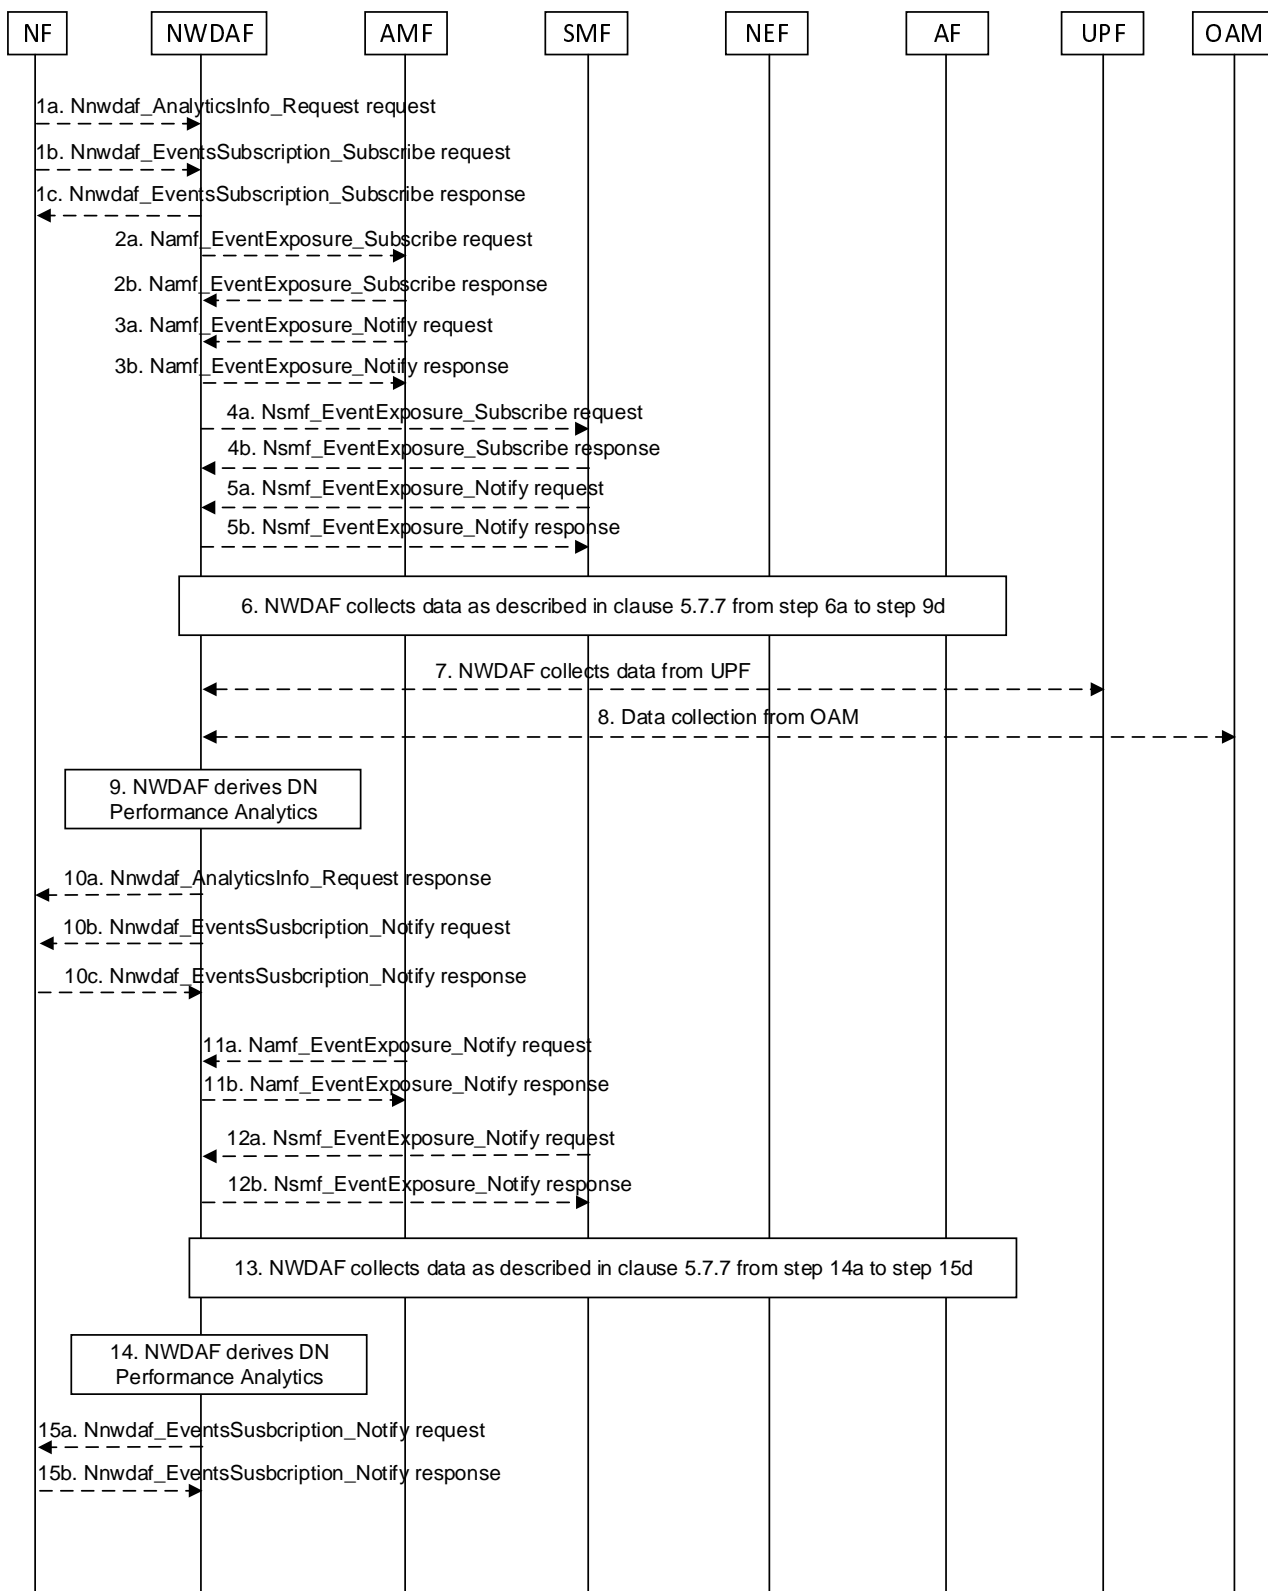 NF NWDAF AMF SMF NEF AF UPF OAM
1a. Nnwdaf_AnalyticsInfo_Request request
1b. Nnwdaf_EventsSubscription_Subscribe request
1c. Nnwdaf_EventsSubscription_Subscribe response
2a. Namf_EventExposure_Subscribe request
2b. Namf_EventExposure_Subscribe response
3a. Namf_EventExposure_Notify request
3b. Namf_EventExposure_Notify response
4a. Nsmf_EventExposure_Subscribe request
4b. Nsmf_EventExposure_Subscribe response
5a. Nsmf_EventExposure_Notify request
5b. Nsmf_EventExposure_Notify response
6. NWDAF collects data as described in clause 5.7.7 from step 6a to step 9d
7. NWDAF collects data from UPF
8. Data collection from OAM
9. NWDAF derives DN
Performance Analytics
10a. Nnwdaf_AnalyticsInfo_Request response
10b. Nnwdaf_EventsSusbcription_Notify request
10c. Nnwdaf_EventsSusbcription_Notify response
11a. Namf_EventExposure_Notify request
11b. Namf_EventExposure_Notify response
12a. Nsmf_EventExposure_Notify request
12b. Nsmf_EventExposure_Notify response
13. NWDAF collects data as described in clause 5.7.7 from step 14a to step 15d
14. NWDAF derives DN
Performance Analytics
15a. Nnwdaf_EventsSusbcription_Notify request
15b. Nnwdaf_EventsSusbcription_Notify response